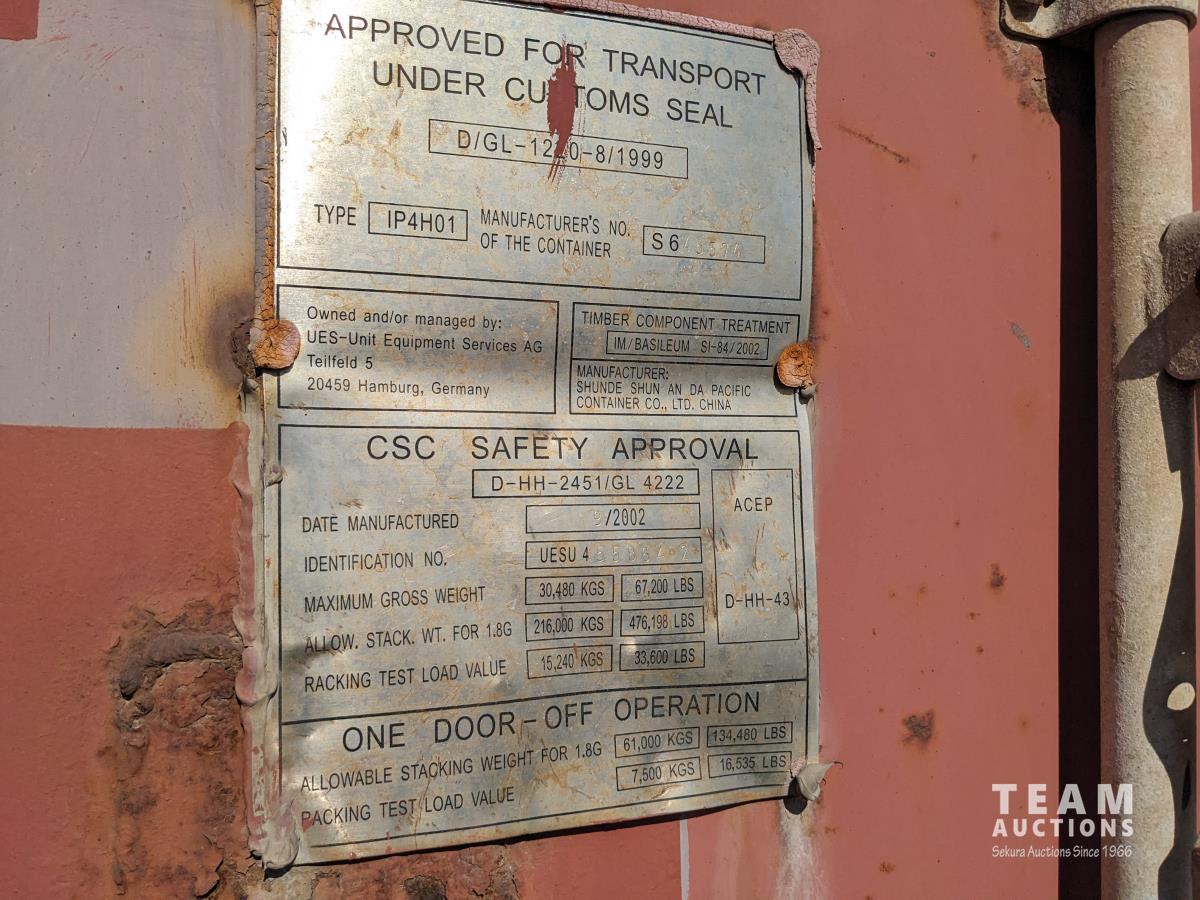 APPROVED FOR TRANSPORT
UNDER CUSTOMS SEAL
TYPE IP4H01 MANUFACTURER'S NO.
OF THE CONTAINER
Owned and/or managed by:
UES-Unit Equipment Services AG
Teilfeld 5
20459 Hamburg, Germany
TIMBER COMPONENT TREATMENT
IM/BASILEUM SI-84/2002
MANUFACTURER:
SHUNDE SHUN AN DA PACIFIC
CONTAINER CO., LTD. CHINA
CSC SAFETY APPROVAL
D-HH-2451/GL 4222
ACEP
D-HH-43
DATE MANUFACTURED 9/2002
IDENTIFICATION NO. UESU
MAXIMUM GROSS WEIGHT 30,480 KGS 67,200 LBS
ALLOW. STACK. WT. FOR 1.8G 216,000 KGS 476,198 LBS
RACKING TEST LOAD VALUE 15,240 KGS 33,600 LBS
ONE DOOR-OFF OPERATION
ALLOWABLE STACKING WEIGHT FOR 1.8G 61,000 KGS 134,480 LBS
RACKING TEST LOAD VALUE 7,500 KGS 16,535 LBS
TEAM
AUCTIONS
Sekura Auctions Since 1966